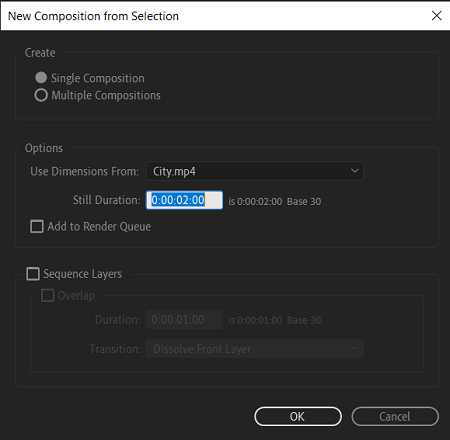 New Composition from Selection
Create
Single Composition
Multiple Compositions
Options
Use Dimensions From: City.mp4
Still Duration: 0:00:02:00 is 0:00:02:00 Base 30
Add to Render Queue
Sequence Layers
Overlap
Duration: 0:00:01:00 is 0:00:01:00 Base 30
Transition: Dissolve Front Layer
OK Cancel